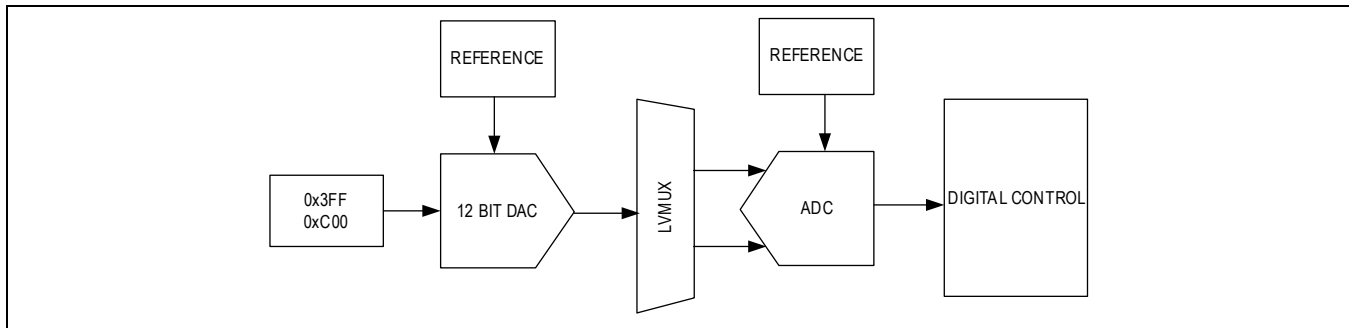 REFERENCE
REFERENCE
0x3FF
0xC00
12 BIT DAC
LVMUX
ADC
DIGITAL CONTROL